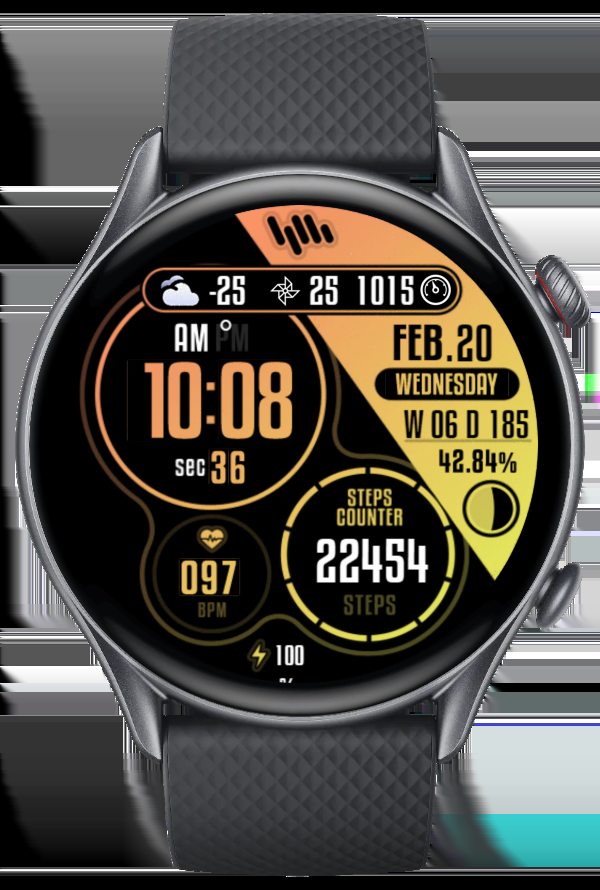 -25° 25 1015
AM PM
10:08
sec 36
FEB.20
WEDNESDAY
W 06 D 185
42.84%
STEPS
COUNTER
22454
STEPS
097
BPM
100
%